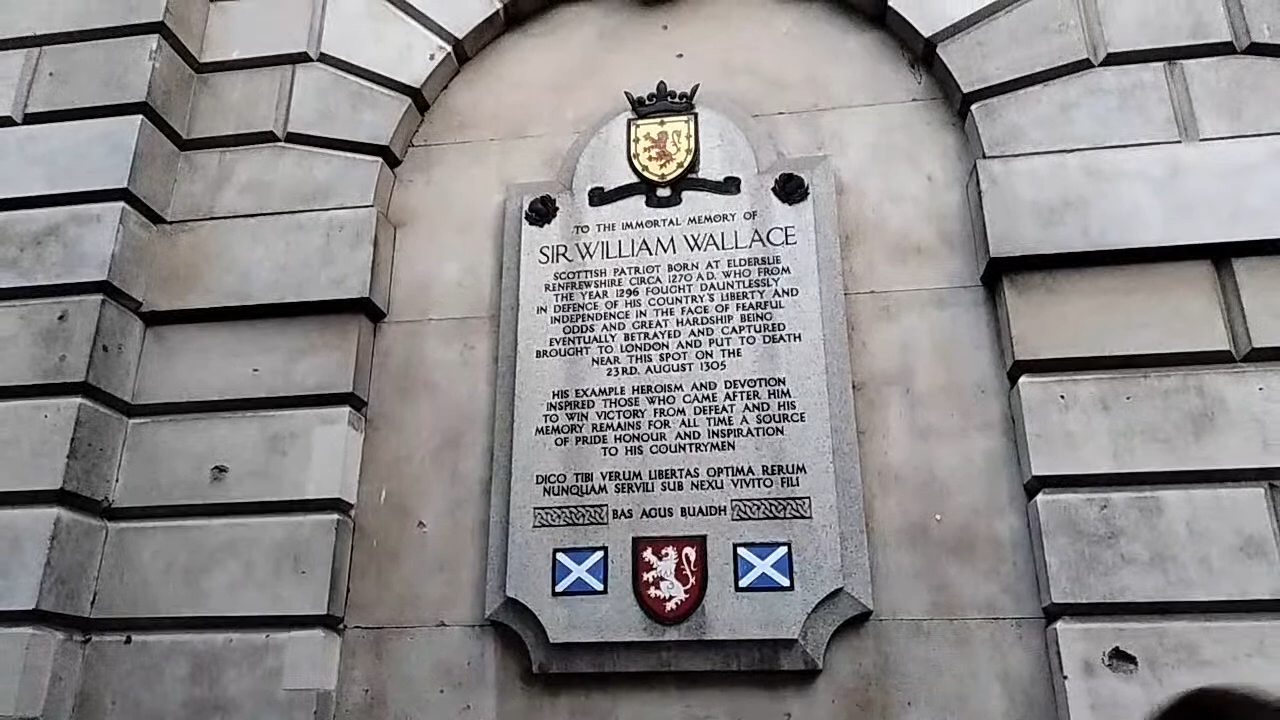 TO THE IMMORTAL MEMORY OF
SIR WILLIAM WALLACE
SCOTTISH PATRIOT BORN AT ELDERSLIE
RENFREWSHIRE CIRCA 1270 A.D. WHO FROM
THE YEAR 1296 FOUGHT DAUNTLESSLY
IN DEFENCE OF HIS COUNTRY'S LIBERTY AND
INDEPENDENCE IN THE FACE OF FEARFUL
ODDS AND GREAT HARDSHIP BEING
EVENTUALLY BETRAYED AND CAPTURED
BROUGHT TO LONDON AND PUT TO DEATH
NEAR THIS SPOT ON THE
23RD. AUGUST 1305
HIS EXAMPLE HEROISM AND DEVOTION
INSPIRED THOSE WHO CAME AFTER HIM
TO WIN VICTORY FROM DEFEAT AND HIS
MEMORY REMAINS FOR ALL TIME A SOURCE
OF PRIDE HONOUR AND INSPIRATION
TO HIS COUNTRYMEN
DICO TIBI VERUM LIBERTAS OPTIMA RERUM
NUNQUAM SERVILI SUB NEXU VIVITO FILI
BAS AGUS BUAIDH